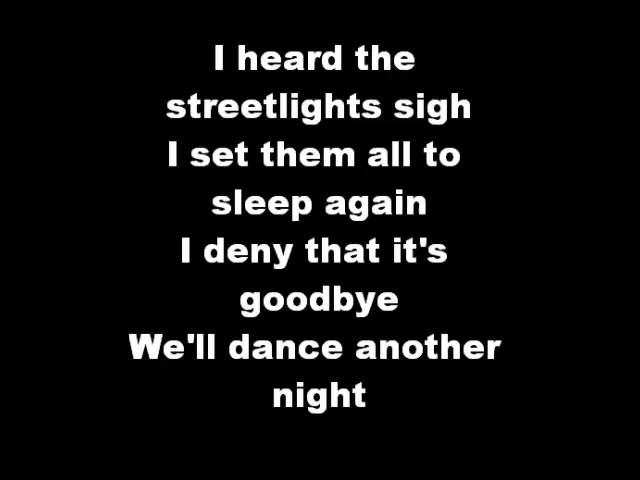 I heard the
streetlights sigh
I set them all to
sleep again
I deny that it's
goodbye
We'll dance another
night